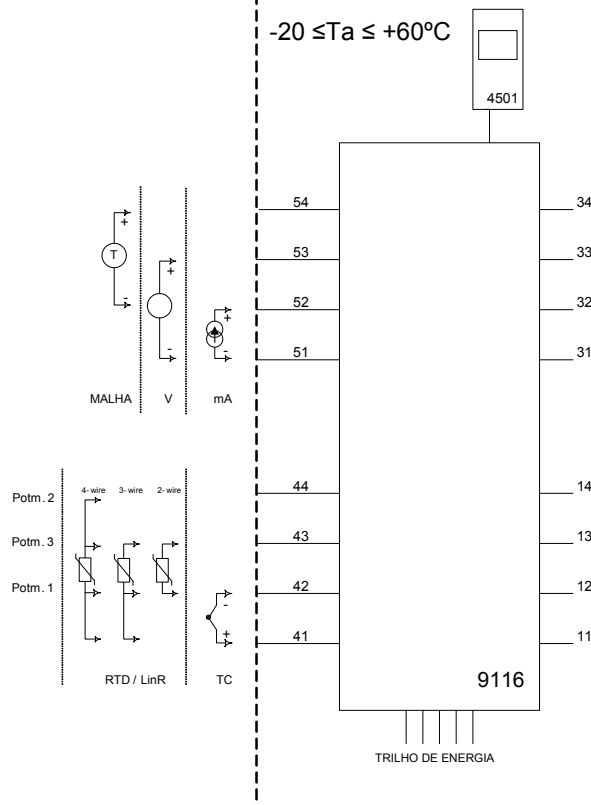 -20 ≤Ta ≤ +60ºC
4501
54
34
53
33
T
+
-
+
-
52
32
+
-
51
31
MALHA
V
mA
4-wire
3-wire
2-wire
44
14
Potm. 2
Potm. 3
43
13
Potm. 1
42
12
-
+
41
11
RTD / LinR
TC
9116
TRILHO DE ENERGIA